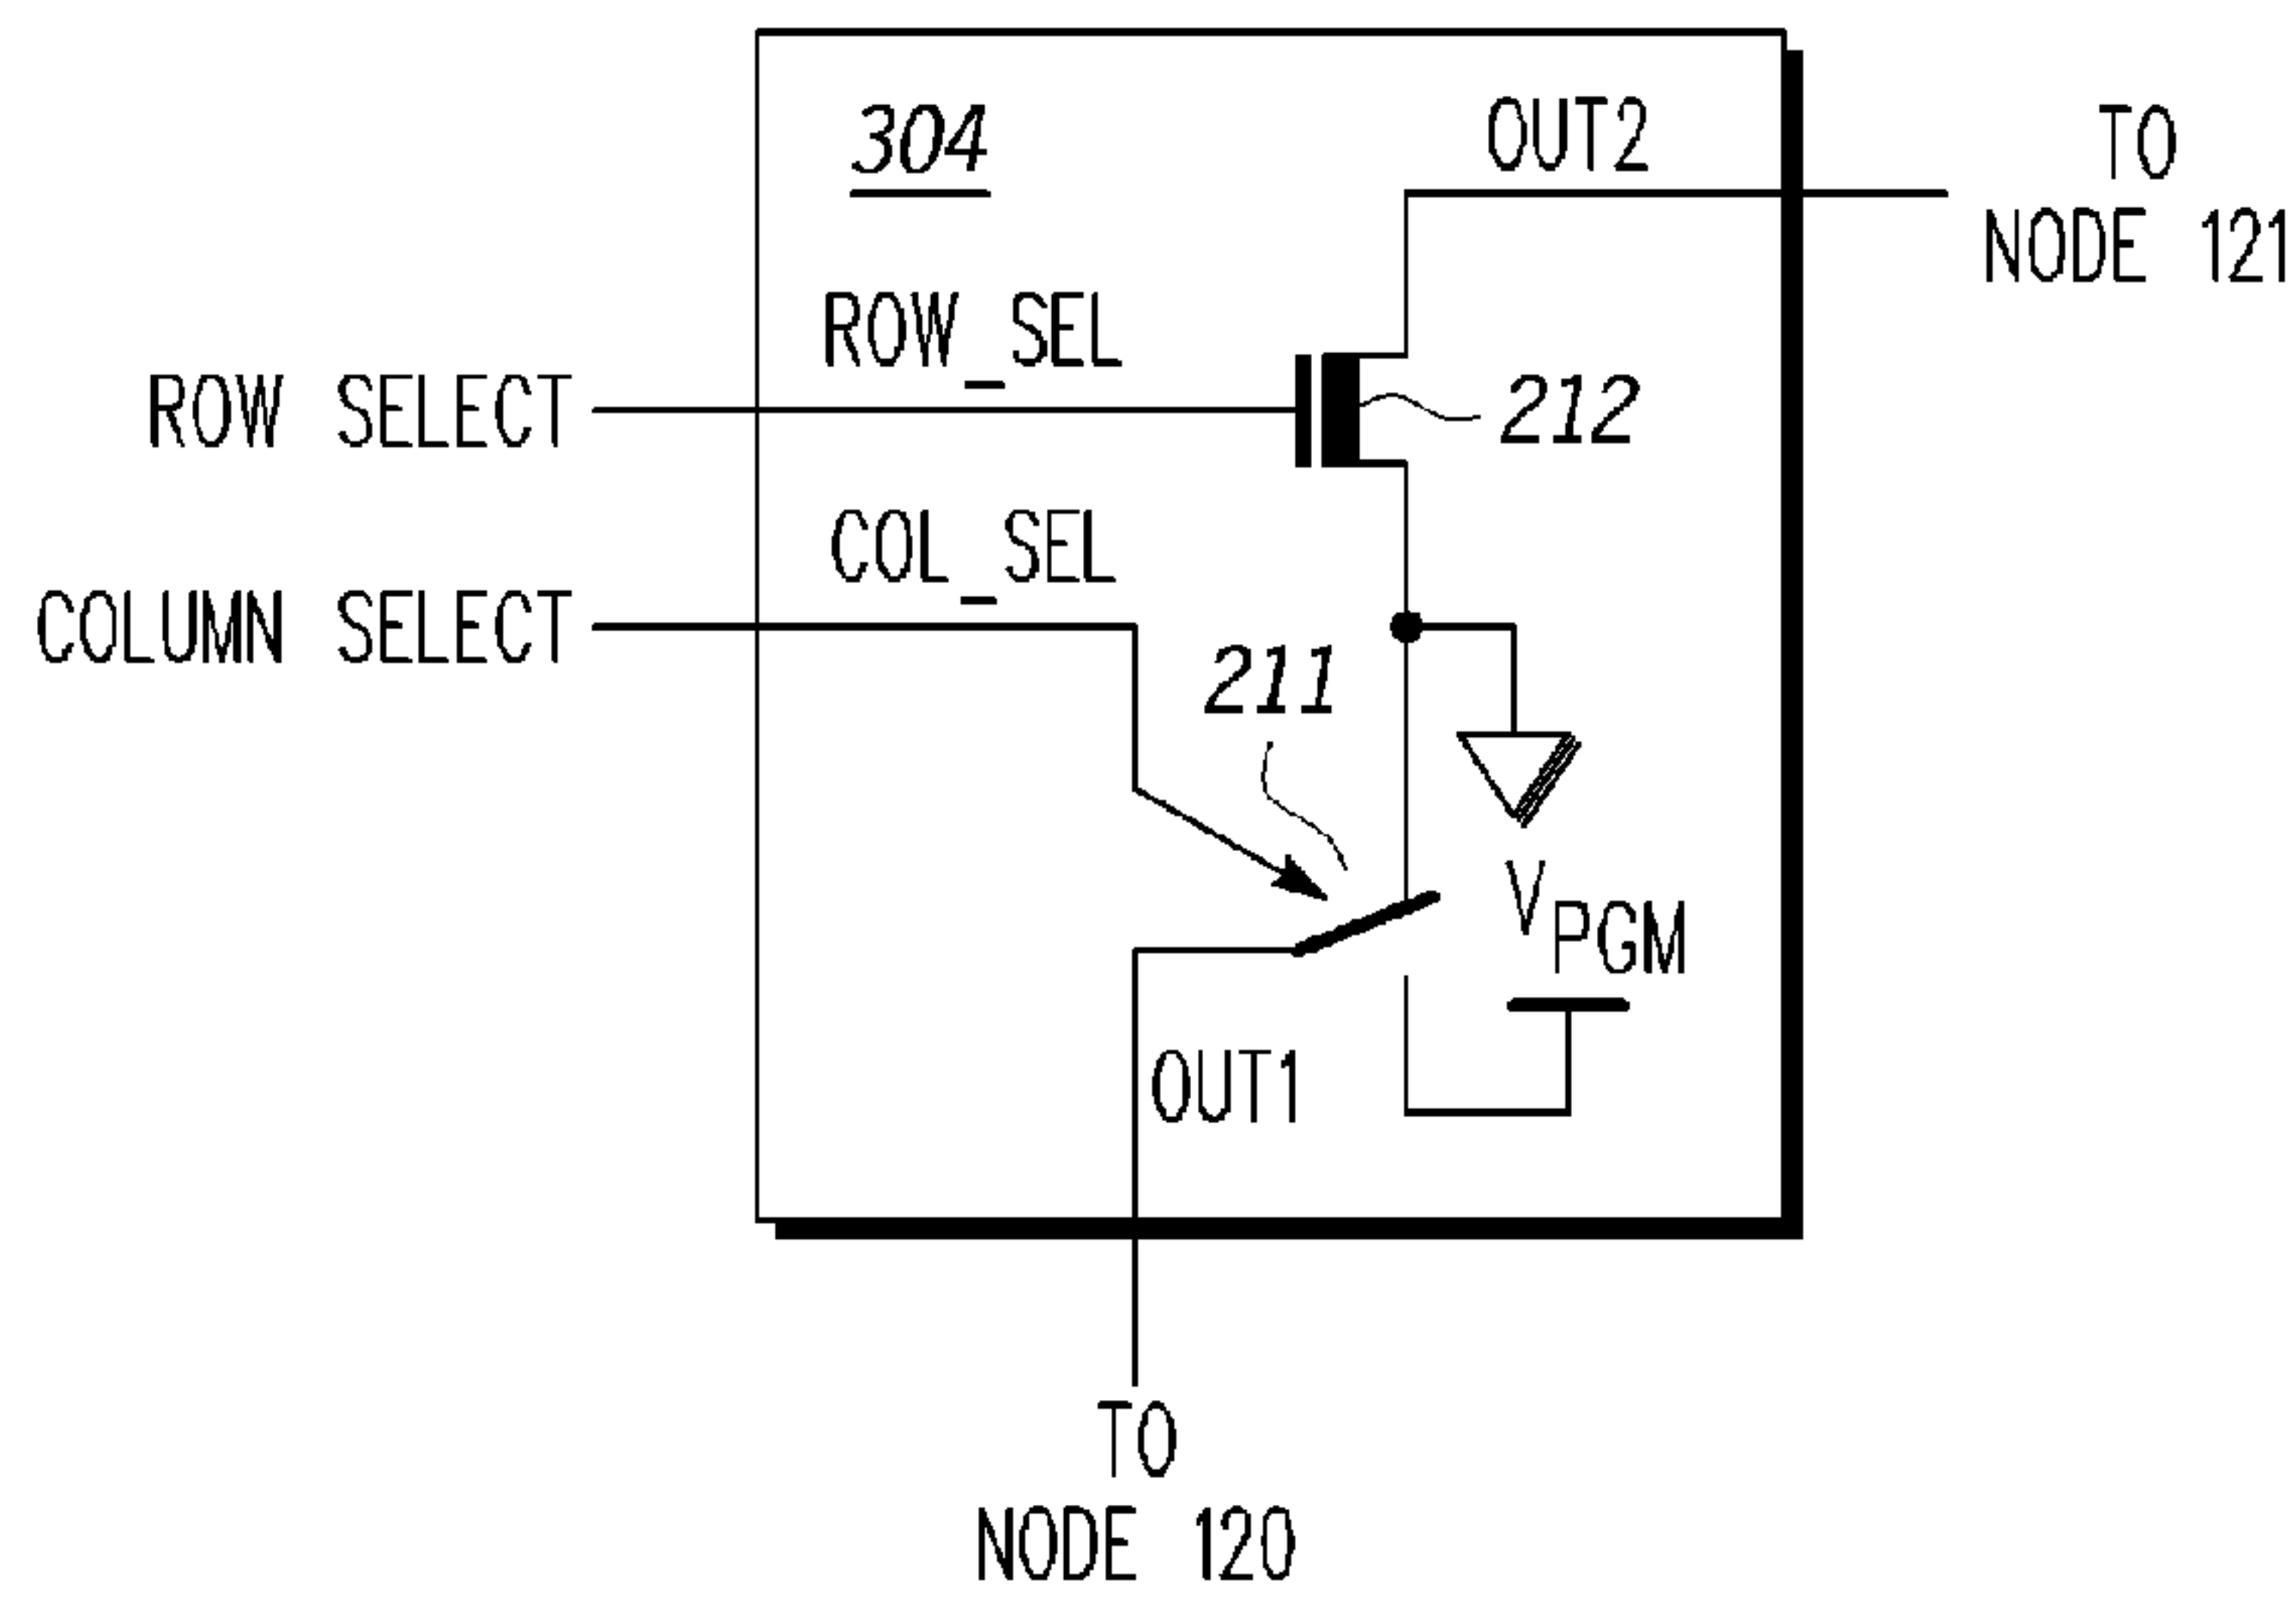 304
OUT2
TO
NODE 121
ROW_SEL
ROW SELECT
212
COL_SEL
COLUMN SELECT
211
VPGM
OUT1
TO
NODE 120